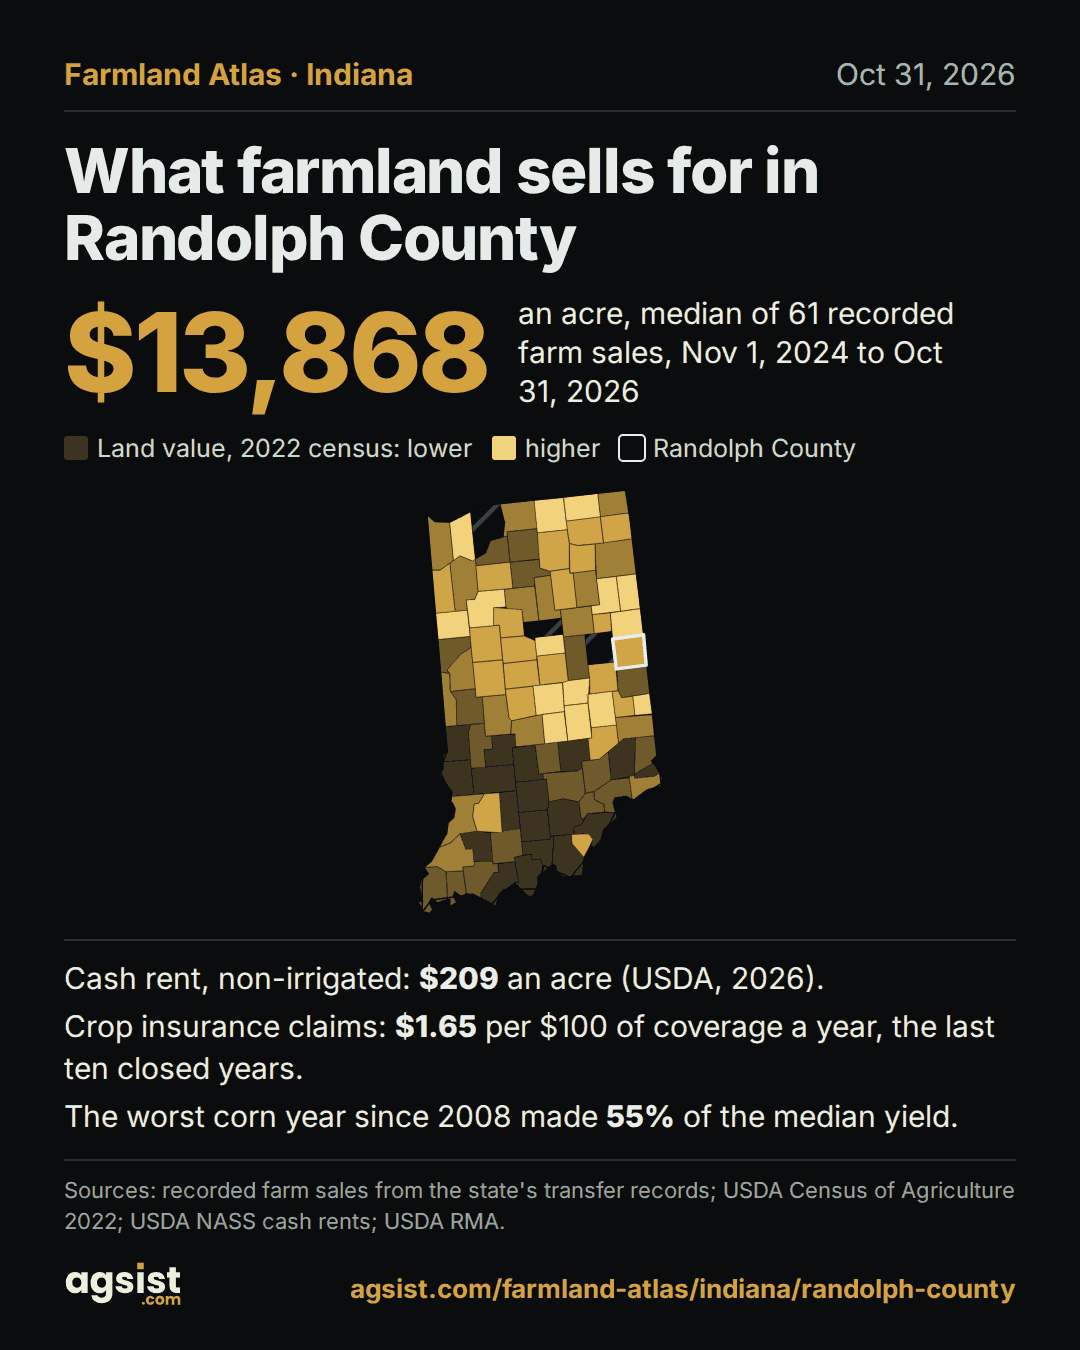 Farmland Atlas · Indiana
Oct 31, 2026
What farmland sells for in
Randolph County
$13,868
an acre, median of 61 recorded
farm sales, Nov 1, 2024 to Oct
31, 2026
Land value, 2022 census: lower
higher
Randolph County
Cash rent, non-irrigated: $209 an acre (USDA, 2026).
Crop insurance claims: $1.65 per $100 of coverage a year, the last
ten closed years.
The worst corn year since 2008 made 55% of the median yield.
Sources: recorded farm sales from the state's transfer records; USDA Census of Agriculture
2022; USDA NASS cash rents; USDA RMA.
agsist
.com
agsist.com/farmland-atlas/indiana/randolph-county